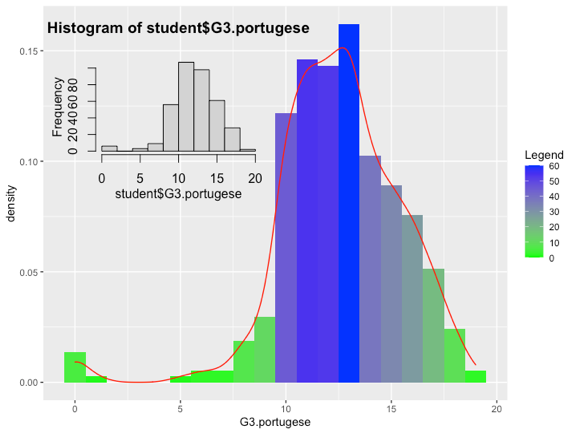 Histogram of student$G3.portugese
Frequency
0 20 40 60 80
0 5 10 15 20
student$G3.portugese
density
0.15
0.10
0.05
0.00
0 5 10 15 20
G3.portugese
Legend
60
50
40
30
20
10
0